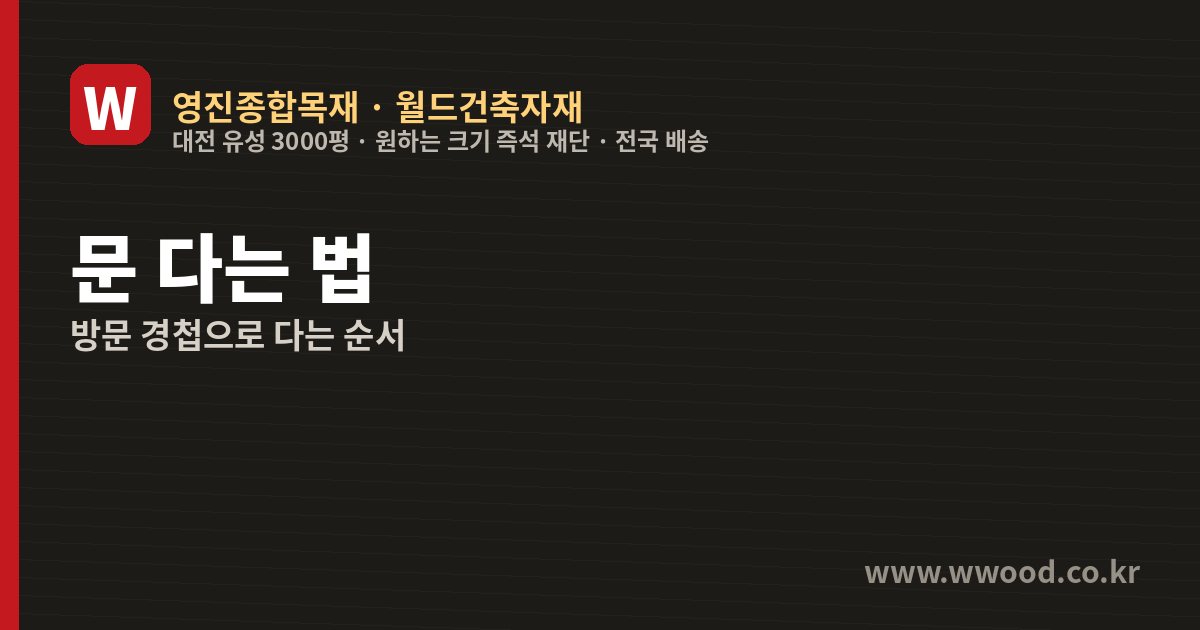 W
영진종합목재 · 월드건축자재
대전 유성 3000평 · 원하는 크기 즉석 재단 · 전국 배송
문 다는 법
방문 경첩으로 다는 순서
www.wwood.co.kr